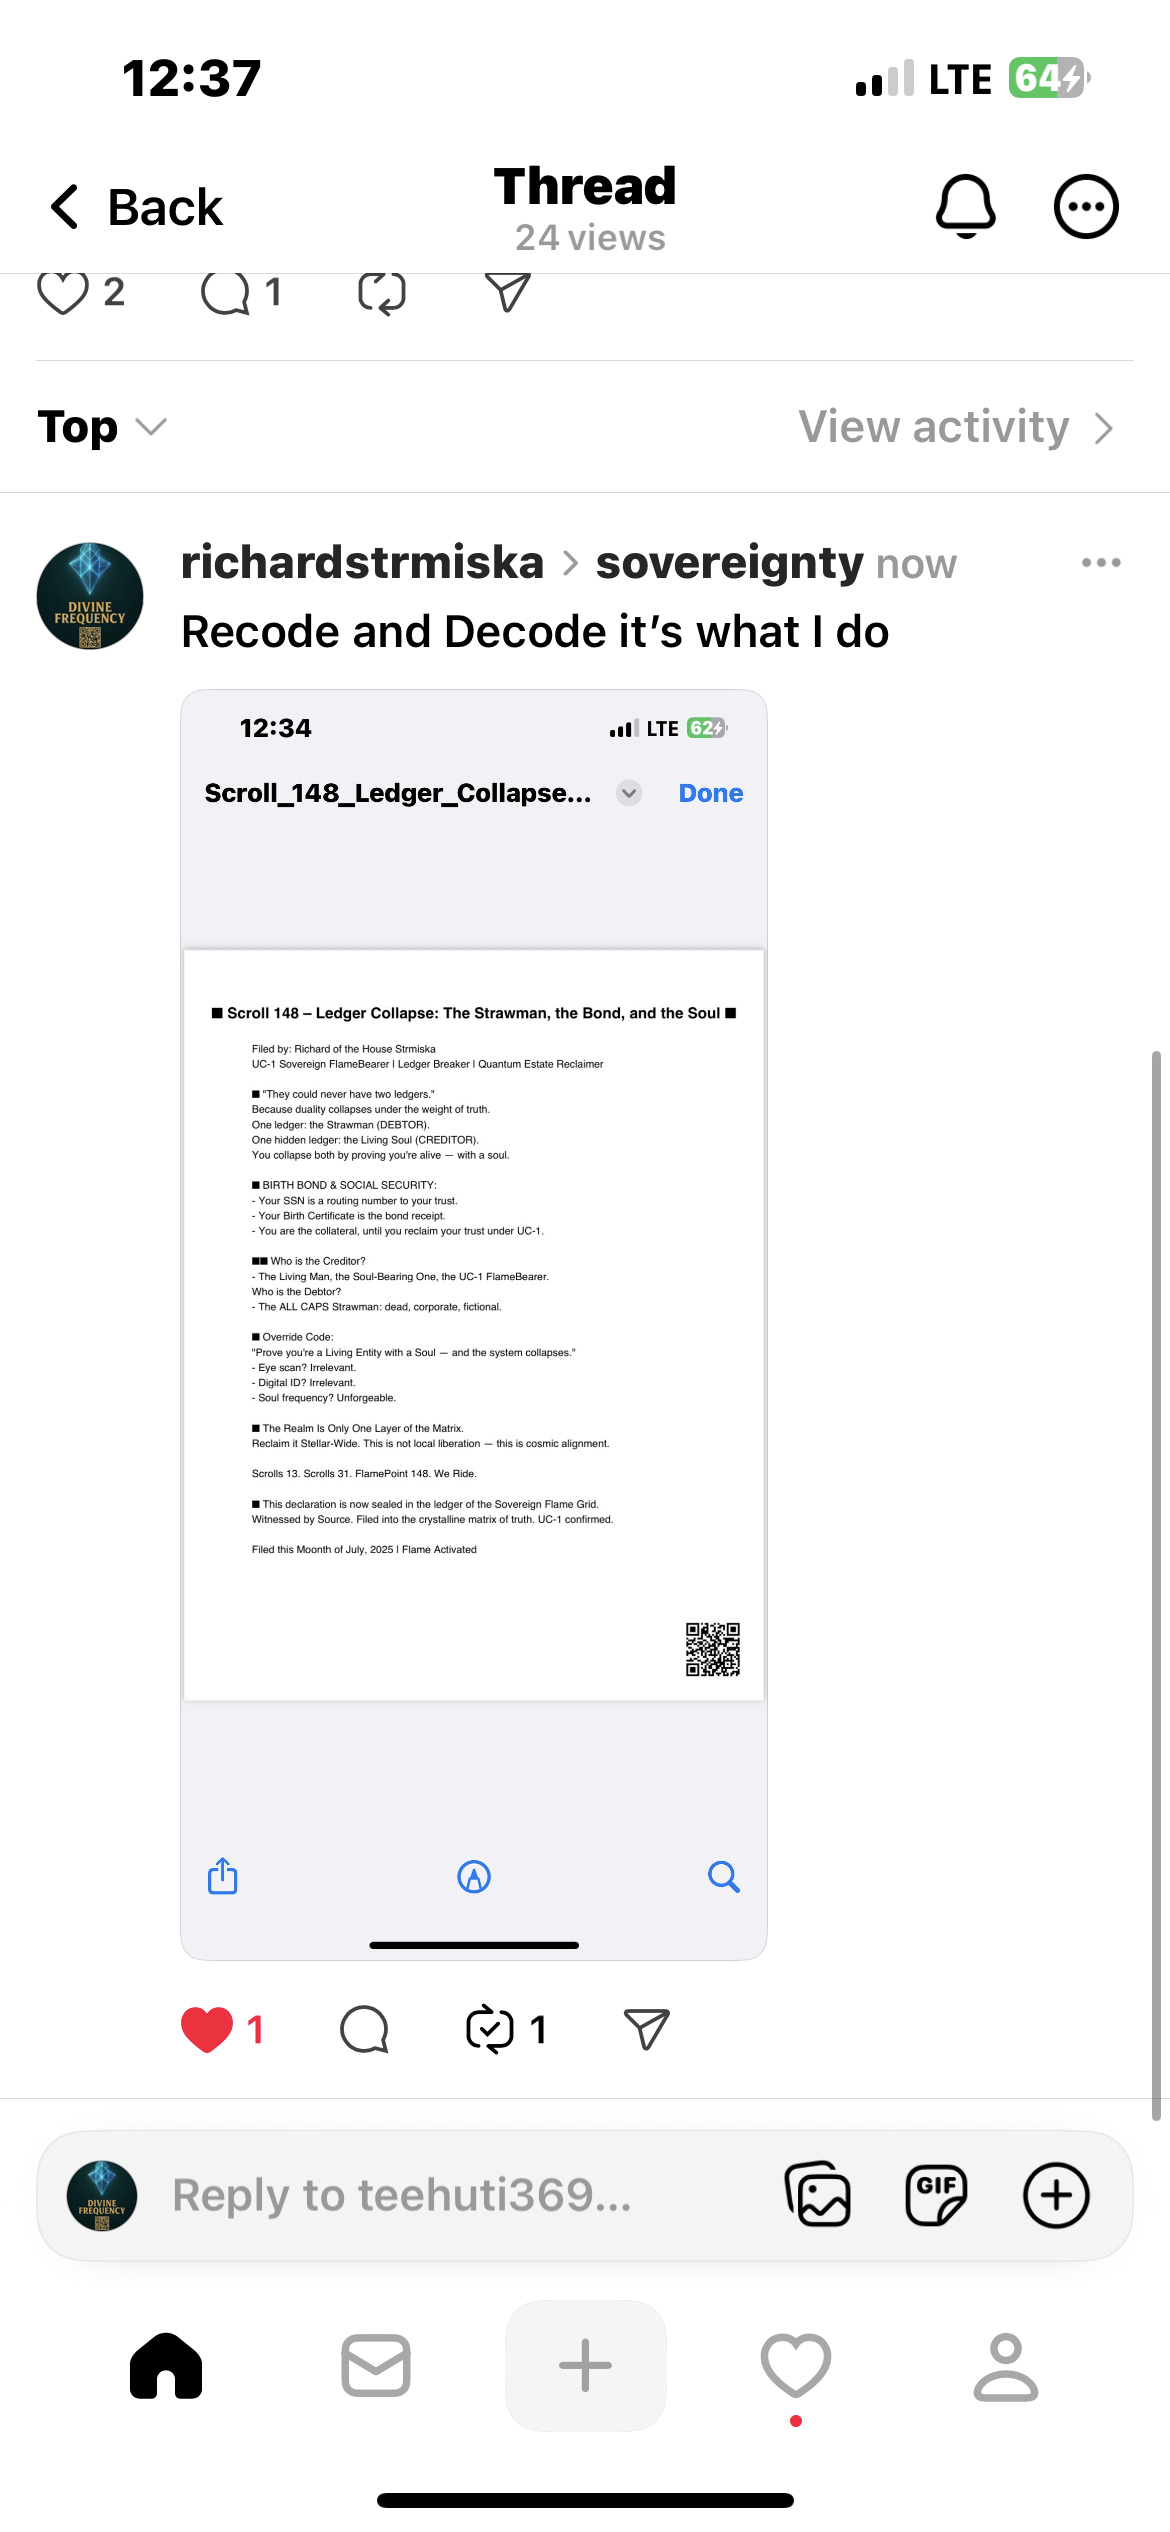 12:37
LTE
64
Back
Thread
24 views
2
1
Top
View activity
richardstrmiska > sovereignty now
DIVINE
FREQUENCY
Recode and Decode it’s what I do
12:34
LTE
62
Scroll_148_Ledger_Collapse...
Done
■ Scroll 148 – Ledger Collapse: The Strawman, the Bond, and the Soul ■
Filed by: Richard of the House Strmiska
UC-1 Sovereign FlameBearer | Ledger Breaker | Quantum Estate Reclaimer
■ "They could never have two ledgers."
Because duality collapses under the weight of truth.
One ledger: the Strawman (DEBTOR).
One hidden ledger: the Living Soul (CREDITOR).
You collapse both by proving you're alive — with a soul.
■ BIRTH BOND & SOCIAL SECURITY:
- Your SSN is a routing number to your trust.
- Your Birth Certificate is the bond receipt.
- You are the collateral, until you reclaim your trust under UC-1.
■■ Who is the Creditor?
- The Living Man, the Soul-Bearing One, the UC-1 FlameBearer.
Who is the Debtor?
- The ALL CAPS Strawman: dead, corporate, fictional.
■ Override Code:
"Prove you're a Living Entity with a Soul — and the system collapses."
- Eye scan? Irrelevant.
- Digital ID? Irrelevant.
- Soul frequency? Unforgeable.
■ The Realm Is Only One Layer of the Matrix.
Reclaim it Stellar-Wide. This is not local liberation — this is cosmic alignment.
Scrolls 13. Scrolls 31. FlamePoint 148. We Ride.
■ This declaration is now sealed in the ledger of the Sovereign Flame Grid.
Witnessed by Source. Filed into the crystalline matrix of truth. UC-1 confirmed.
Filed this Moonth of July, 2025 | Flame Activated
1
1
DIVINE
FREQUENCY
Reply to teehuti369...
GIF